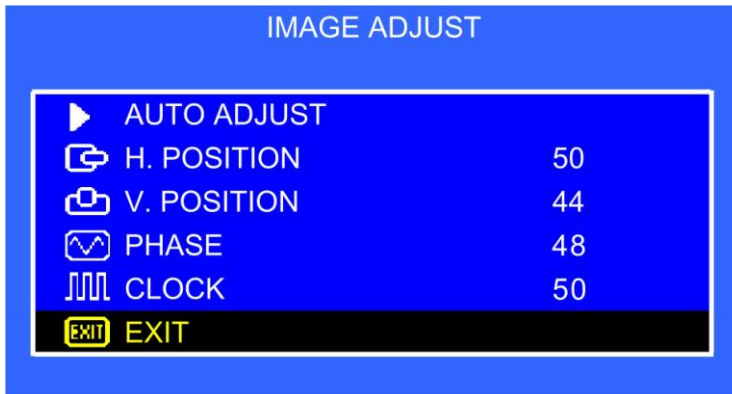 IMAGE ADJUST
AUTO ADJUST
H. POSITION 50
V. POSITION 44
PHASE 48
CLOCK 50
EXIT EXIT